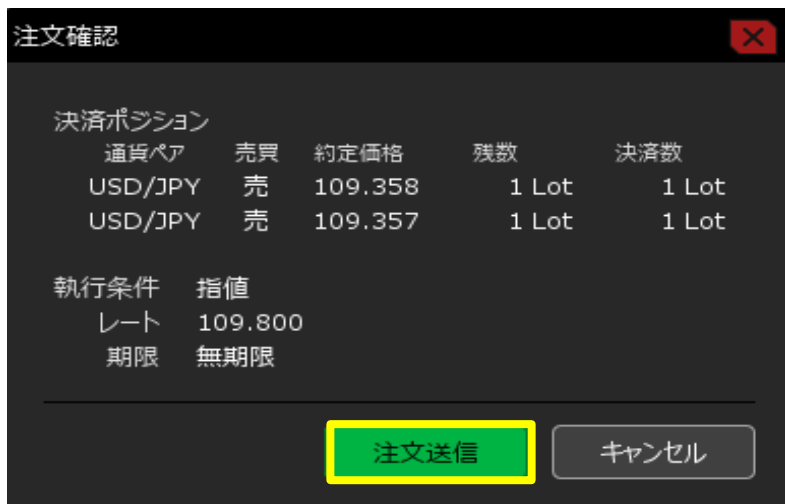 注文確認
決済ポジション
通貨ペア 売買 約定価格 残数 決済数
USD/JPY 売 109.358 1 Lot 1 Lot
USD/JPY 売 109.357 1 Lot 1 Lot
執行条件 指値
レート 109.800
期限 無期限
注文送信 キャンセル